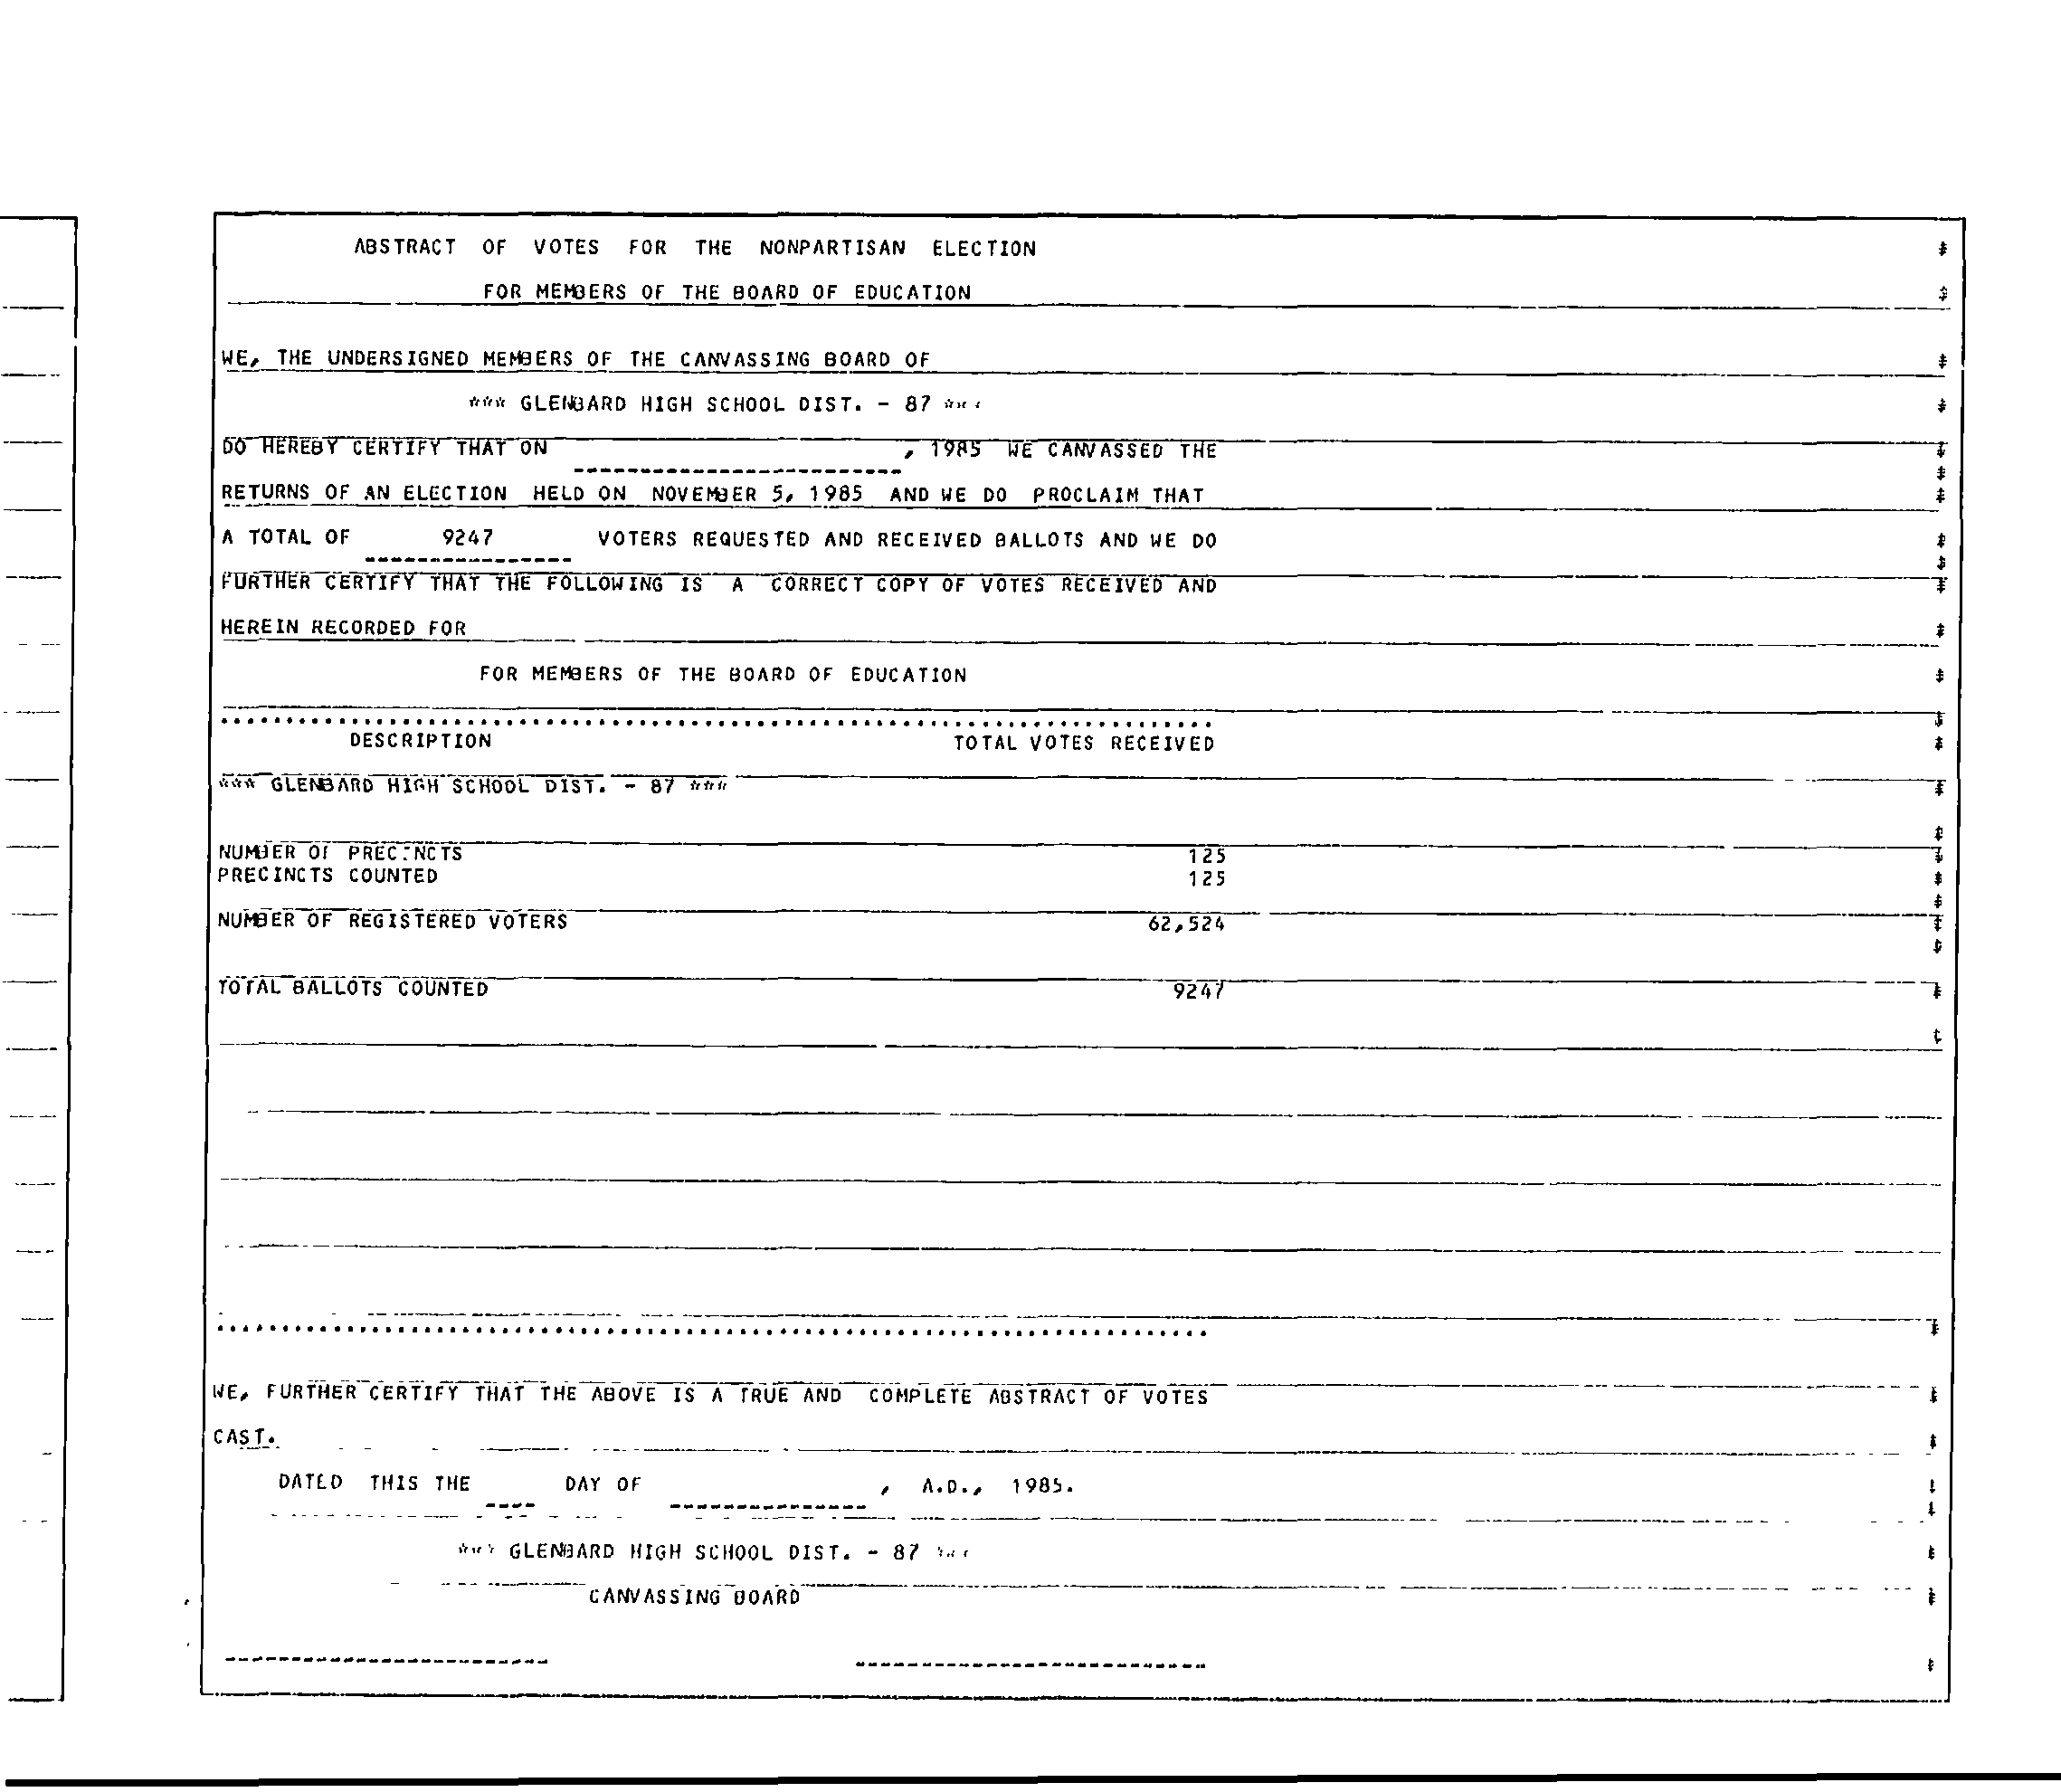 ABSTRACT OF VOTES FOR THE NONPARTISAN ELECTION
FOR MEMBERS OF THE BOARD OF EDUCATION
WE, THE UNDERSIGNED MEMBERS OF THE CANVASSING BOARD OF
*** GLENBARD HIGH SCHOOL DIST. - 87 ***
DO HEREBY CERTIFY THAT ON , 1985 WE CANVASSED THE
RETURNS OF AN ELECTION HELD ON NOVEMBER 5, 1985 AND WE DO PROCLAIM THAT
A TOTAL OF 9247 VOTERS REQUESTED AND RECEIVED BALLOTS AND WE DO
FURTHER CERTIFY THAT THE FOLLOWING IS A CORRECT COPY OF VOTES RECEIVED AND
HEREIN RECORDED FOR
FOR MEMBERS OF THE BOARD OF EDUCATION
DESCRIPTION TOTAL VOTES RECEIVED
*** GLENBARD HIGH SCHOOL DIST. - 87 ***
NUMBER OF PRECINCTS 125
PRECINCTS COUNTED 125
NUMBER OF REGISTERED VOTERS 62,524
TOTAL BALLOTS COUNTED 9247
WE, FURTHER CERTIFY THAT THE ABOVE IS A TRUE AND COMPLETE ABSTRACT OF VOTES
CAST.
DATED THIS THE DAY OF , A.D., 1985.
*** GLENBARD HIGH SCHOOL DIST. - 87 ***
CANVASSING BOARD